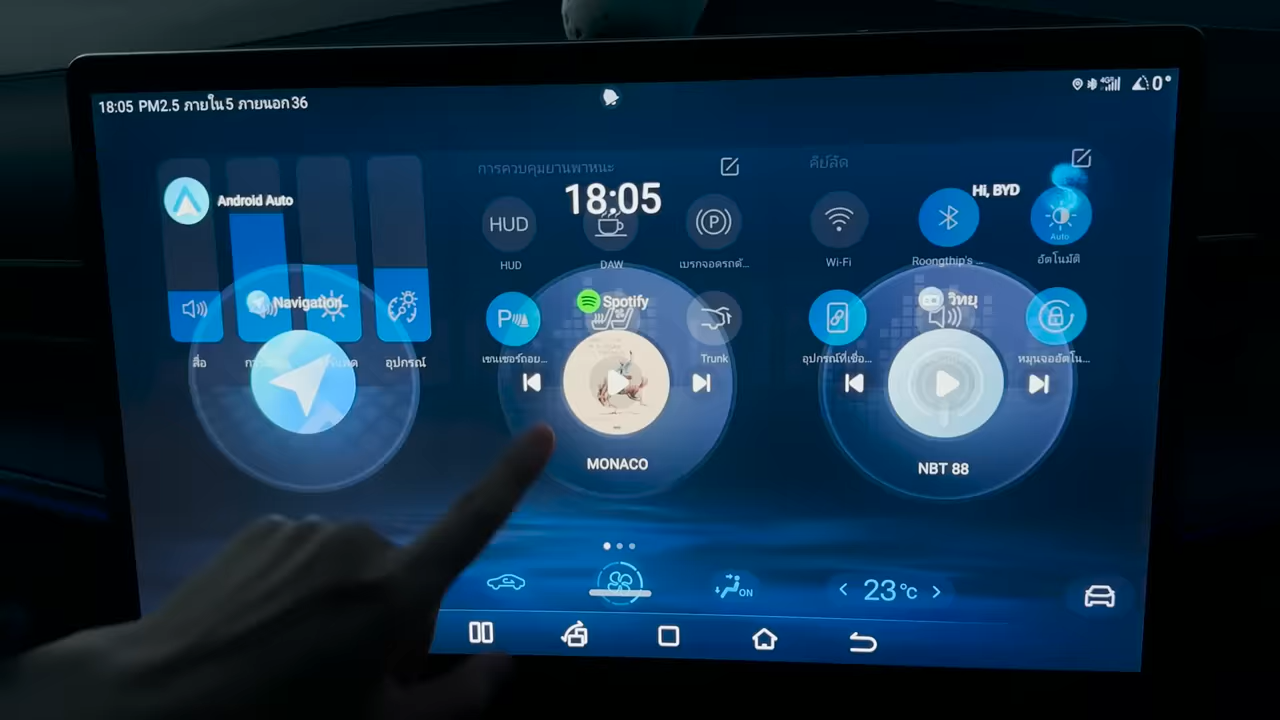 18:05 PM2.5 ภายใน 5 ภายนอก 36
4G
0°
Android Auto
การควบคุมยานพาหนะ
18:05
คีย์ลัด
Hi, BYD
HUD
HUD
DAW
เบรกจอดรถด้...
Wi-Fi
Roongthip's ...
Auto
อัตโนมัติ
Navigation
Spotify
วิทยุ
สื่อ
อุปกรณ์
เซนเซอร์ถอย...
Trunk
อุปกรณ์ที่เชื่อ...
หมุนจออัตโน...
MONACO
NBT 88
ON
23°C